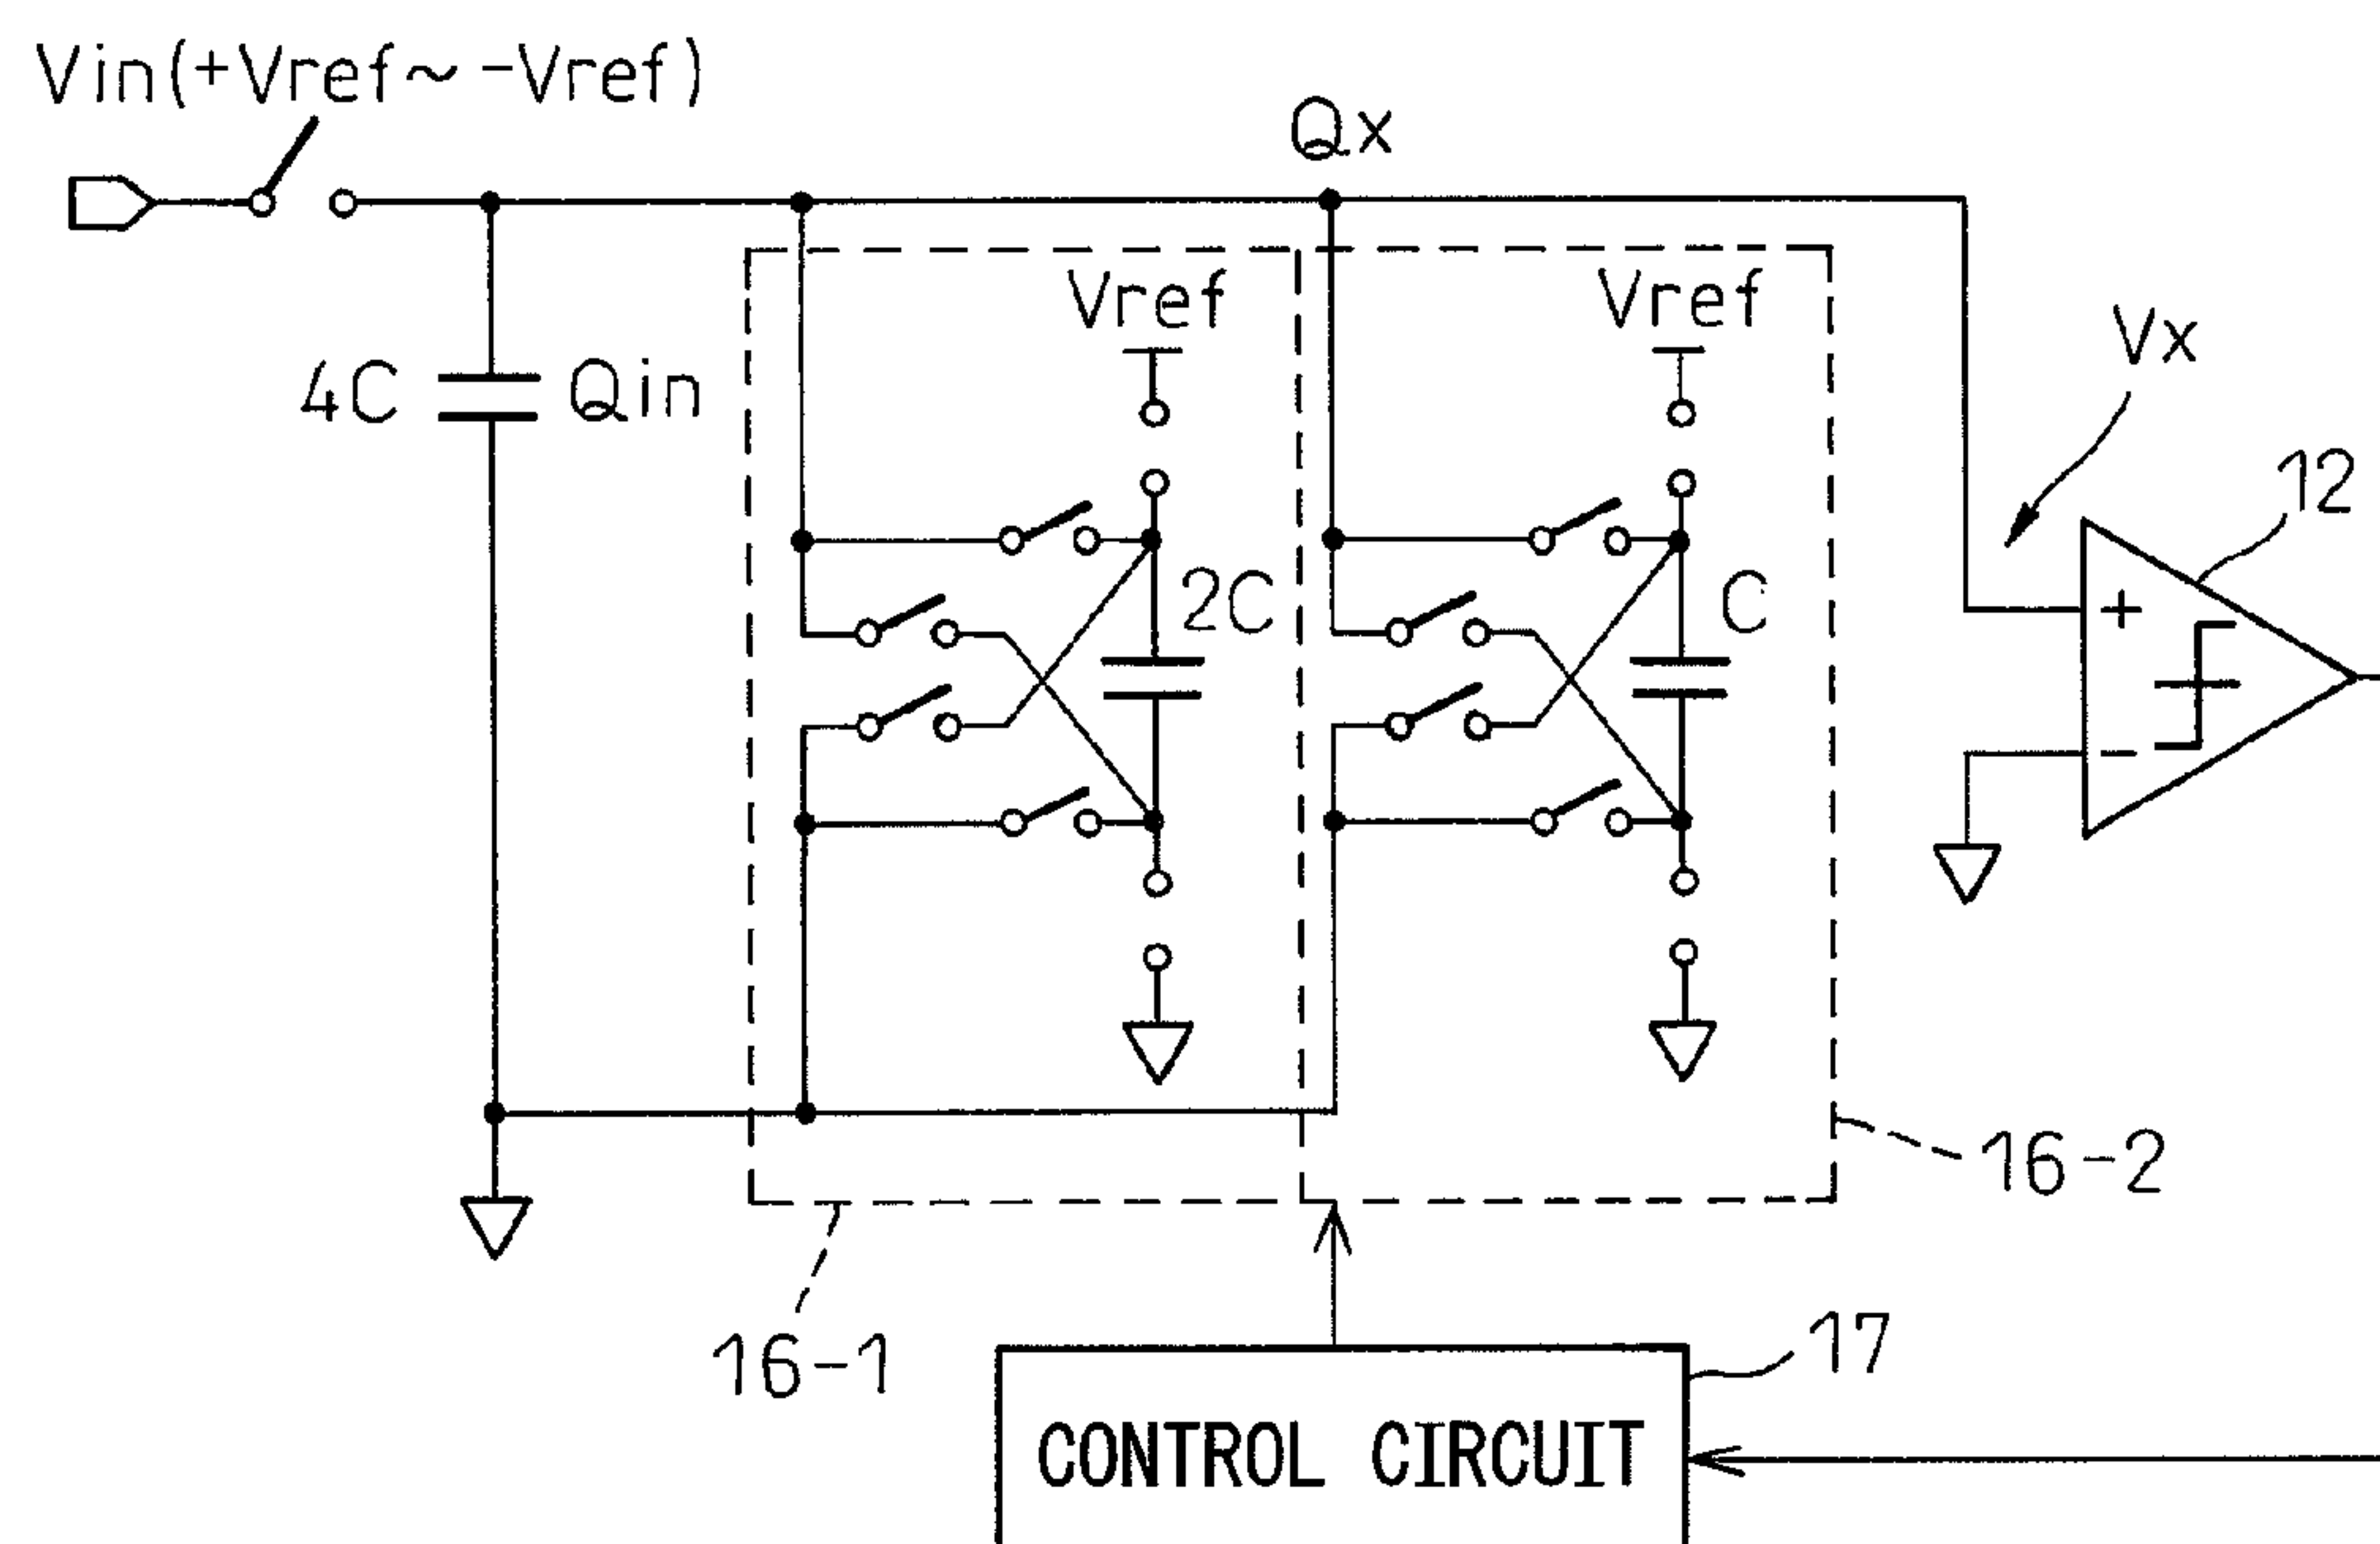 Vin(+Vref~ -Vref)
Qx
Vref
Vref
Vx
4C
Qin
12
2C
C
+
−
16-2
16-1
17
CONTROL CIRCUIT